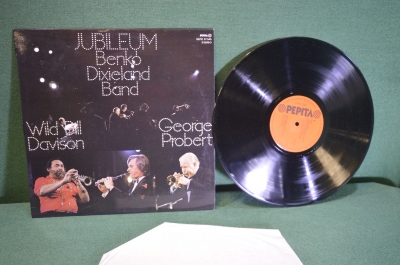 JUBILEUM
Benkó
Dixieland
Band
Wild Bill
Davison
George
Probert
PEPITA